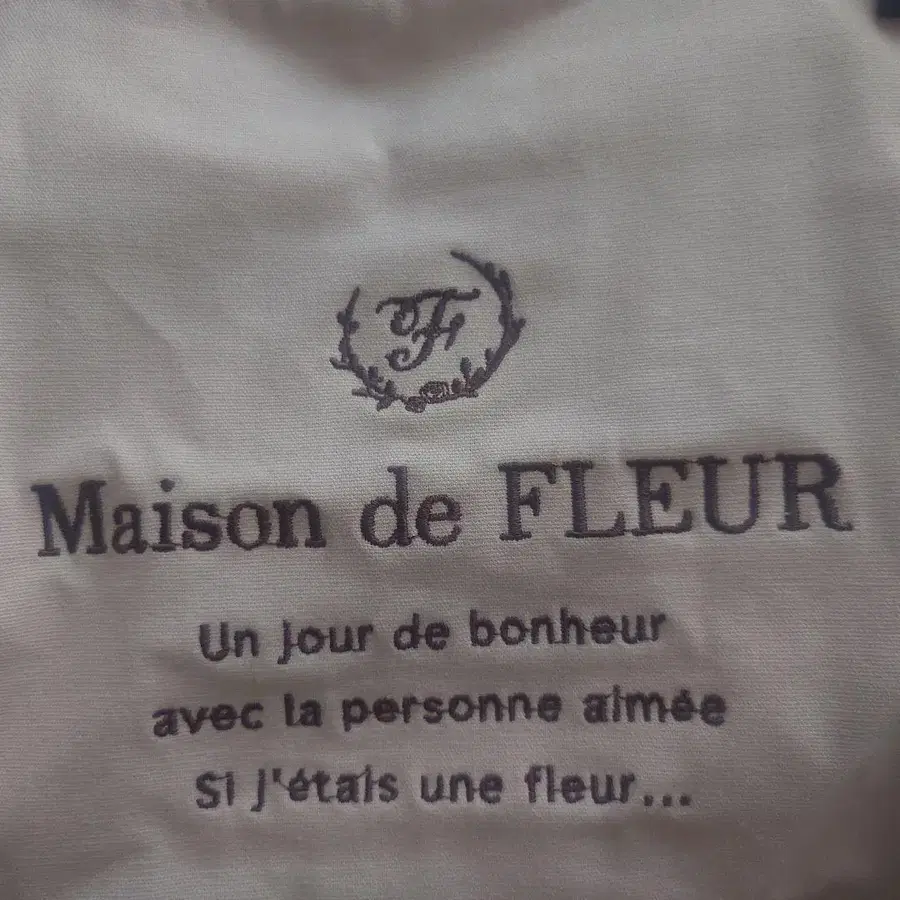 F
Maison de FLEUR
Un jour de bonheur
avec la personne aimée
Si j'étais une fleur...